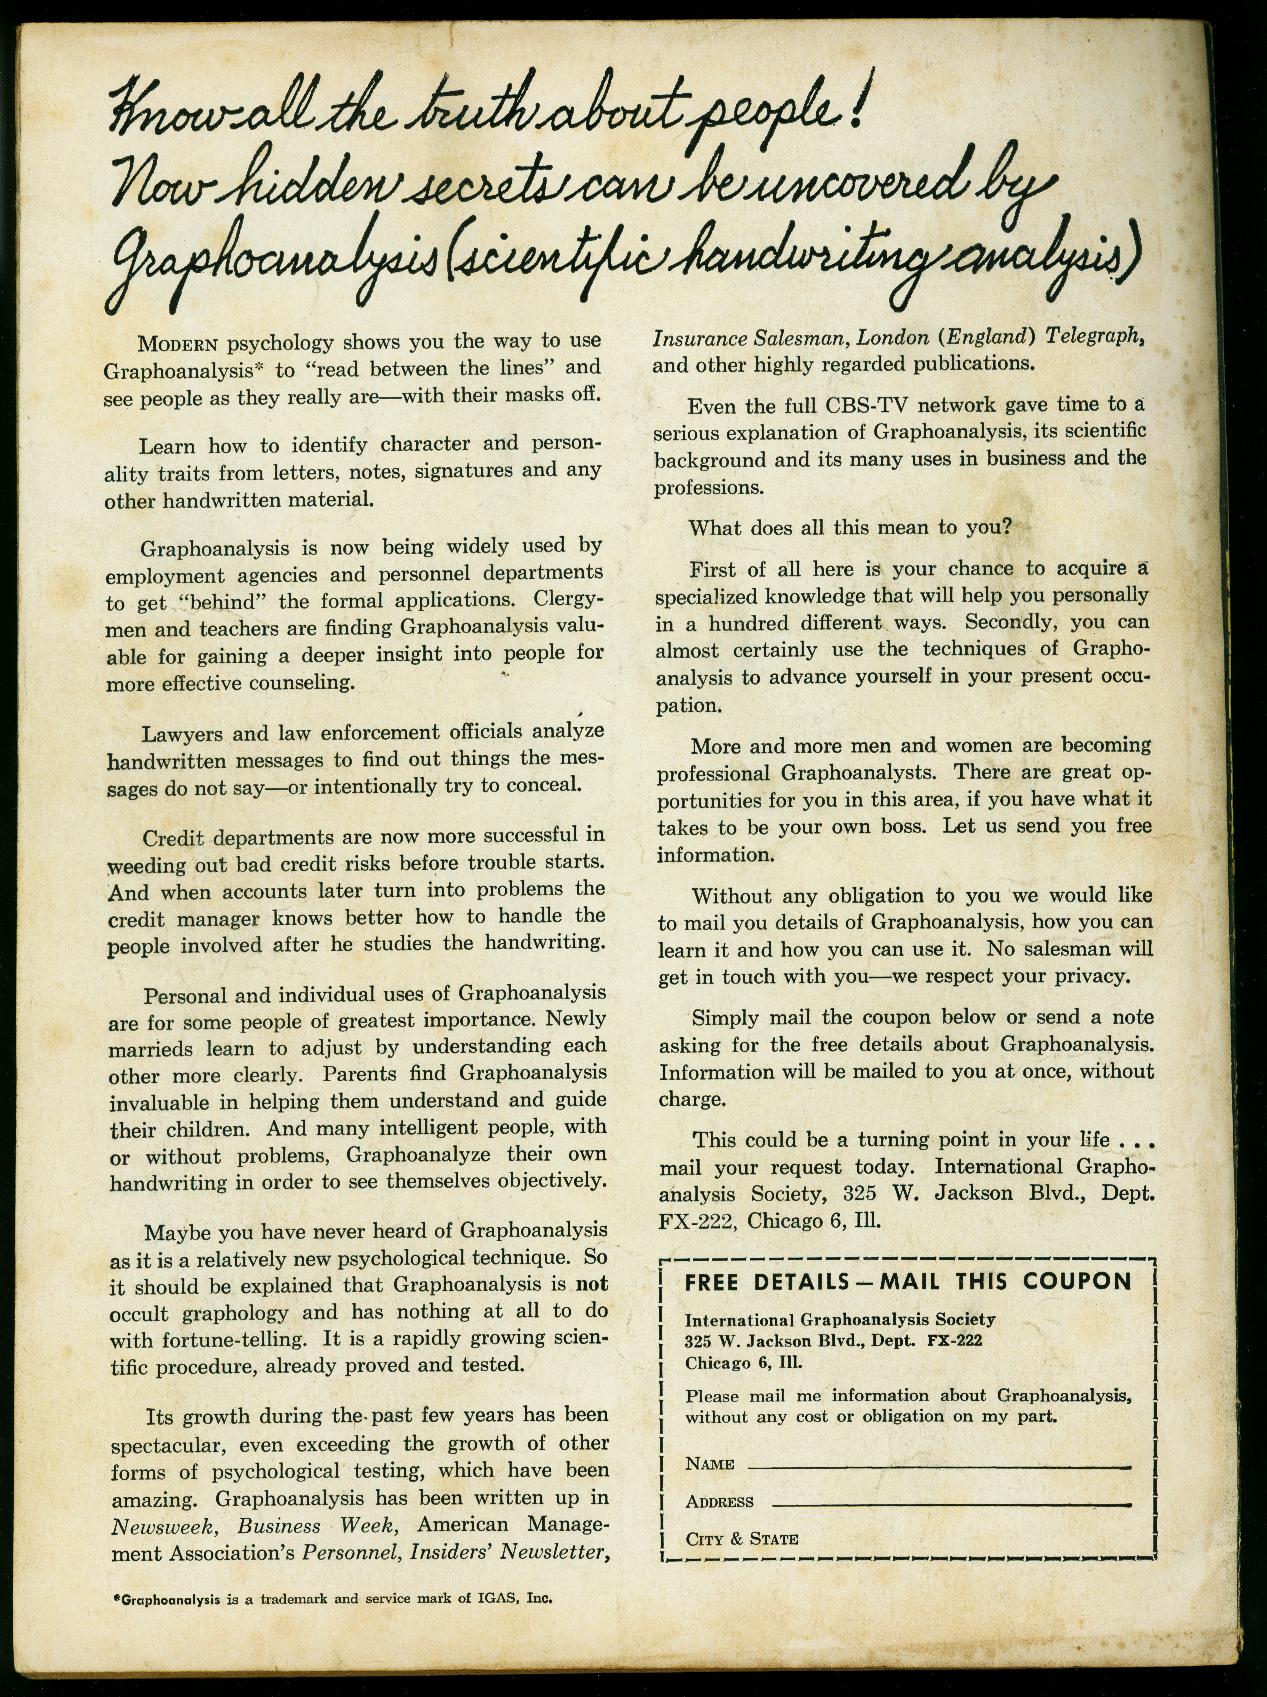 Know all the truth about people!
Now hidden secrets can be uncovered by
Graphoanalysis (scientific handwriting analysis)
MODERN psychology shows you the way to use
Graphoanalysis* to “read between the lines” and
see people as they really are—with their masks off.
Learn how to identify character and person-
ality traits from letters, notes, signatures and any
other handwritten material.
Graphoanalysis is now being widely used by
employment agencies and personnel departments
to get “behind” the formal applications. Clergy-
men and teachers are finding Graphoanalysis valu-
able for gaining a deeper insight into people for
more effective counseling.
Lawyers and law enforcement officials analyze
handwritten messages to find out things the mes-
sages do not say—or intentionally try to conceal.
Credit departments are now more successful in
weeding out bad credit risks before trouble starts.
And when accounts later turn into problems the
credit manager knows better how to handle the
people involved after he studies the handwriting.
Personal and individual uses of Graphoanalysis
are for some people of greatest importance. Newly
marrieds learn to adjust by understanding each
other more clearly. Parents find Graphoanalysis
invaluable in helping them understand and guide
their children. And many intelligent people, with
or without problems, Graphoanalyze their own
handwriting in order to see themselves objectively.
Maybe you have never heard of Graphoanalysis
as it is a relatively new psychological technique. So
it should be explained that Graphoanalysis is not
occult graphology and has nothing at all to do
with fortune-telling. It is a rapidly growing scien-
tific procedure, already proved and tested.
Its growth during the past few years has been
spectacular, even exceeding the growth of other
forms of psychological testing, which have been
amazing. Graphoanalysis has been written up in
Newsweek, Business Week, American Manage-
ment Association's Personnel, Insiders' Newsletter,
*Graphoanalysis is a trademark and service mark of IGAS, Inc.
Insurance Salesman, London (England) Telegraph,
and other highly regarded publications.
Even the full CBS-TV network gave time to a
serious explanation of Graphoanalysis, its scientific
background and its many uses in business and the
professions.
What does all this mean to you?
First of all here is your chance to acquire a
specialized knowledge that will help you personally
in a hundred different ways. Secondly, you can
almost certainly use the techniques of Grapho-
analysis to advance yourself in your present occu-
pation.
More and more men and women are becoming
professional Graphoanalysts. There are great op-
portunities for you in this area, if you have what it
takes to be your own boss. Let us send you free
information.
Without any obligation to you we would like
to mail you details of Graphoanalysis, how you can
learn it and how you can use it. No salesman will
get in touch with you—we respect your privacy.
Simply mail the coupon below or send a note
asking for the free details about Graphoanalysis.
Information will be mailed to you at once, without
charge.
This could be a turning point in your life . . .
mail your request today. International Grapho-
analysis Society, 325 W. Jackson Blvd., Dept.
FX-222, Chicago 6, Ill.
FREE DETAILS — MAIL THIS COUPON
International Graphoanalysis Society
325 W. Jackson Blvd., Dept. FX-222
Chicago 6, Ill.
Please mail me information about Graphoanalysis,
without any cost or obligation on my part.
NAME
ADDRESS
CITY & STATE